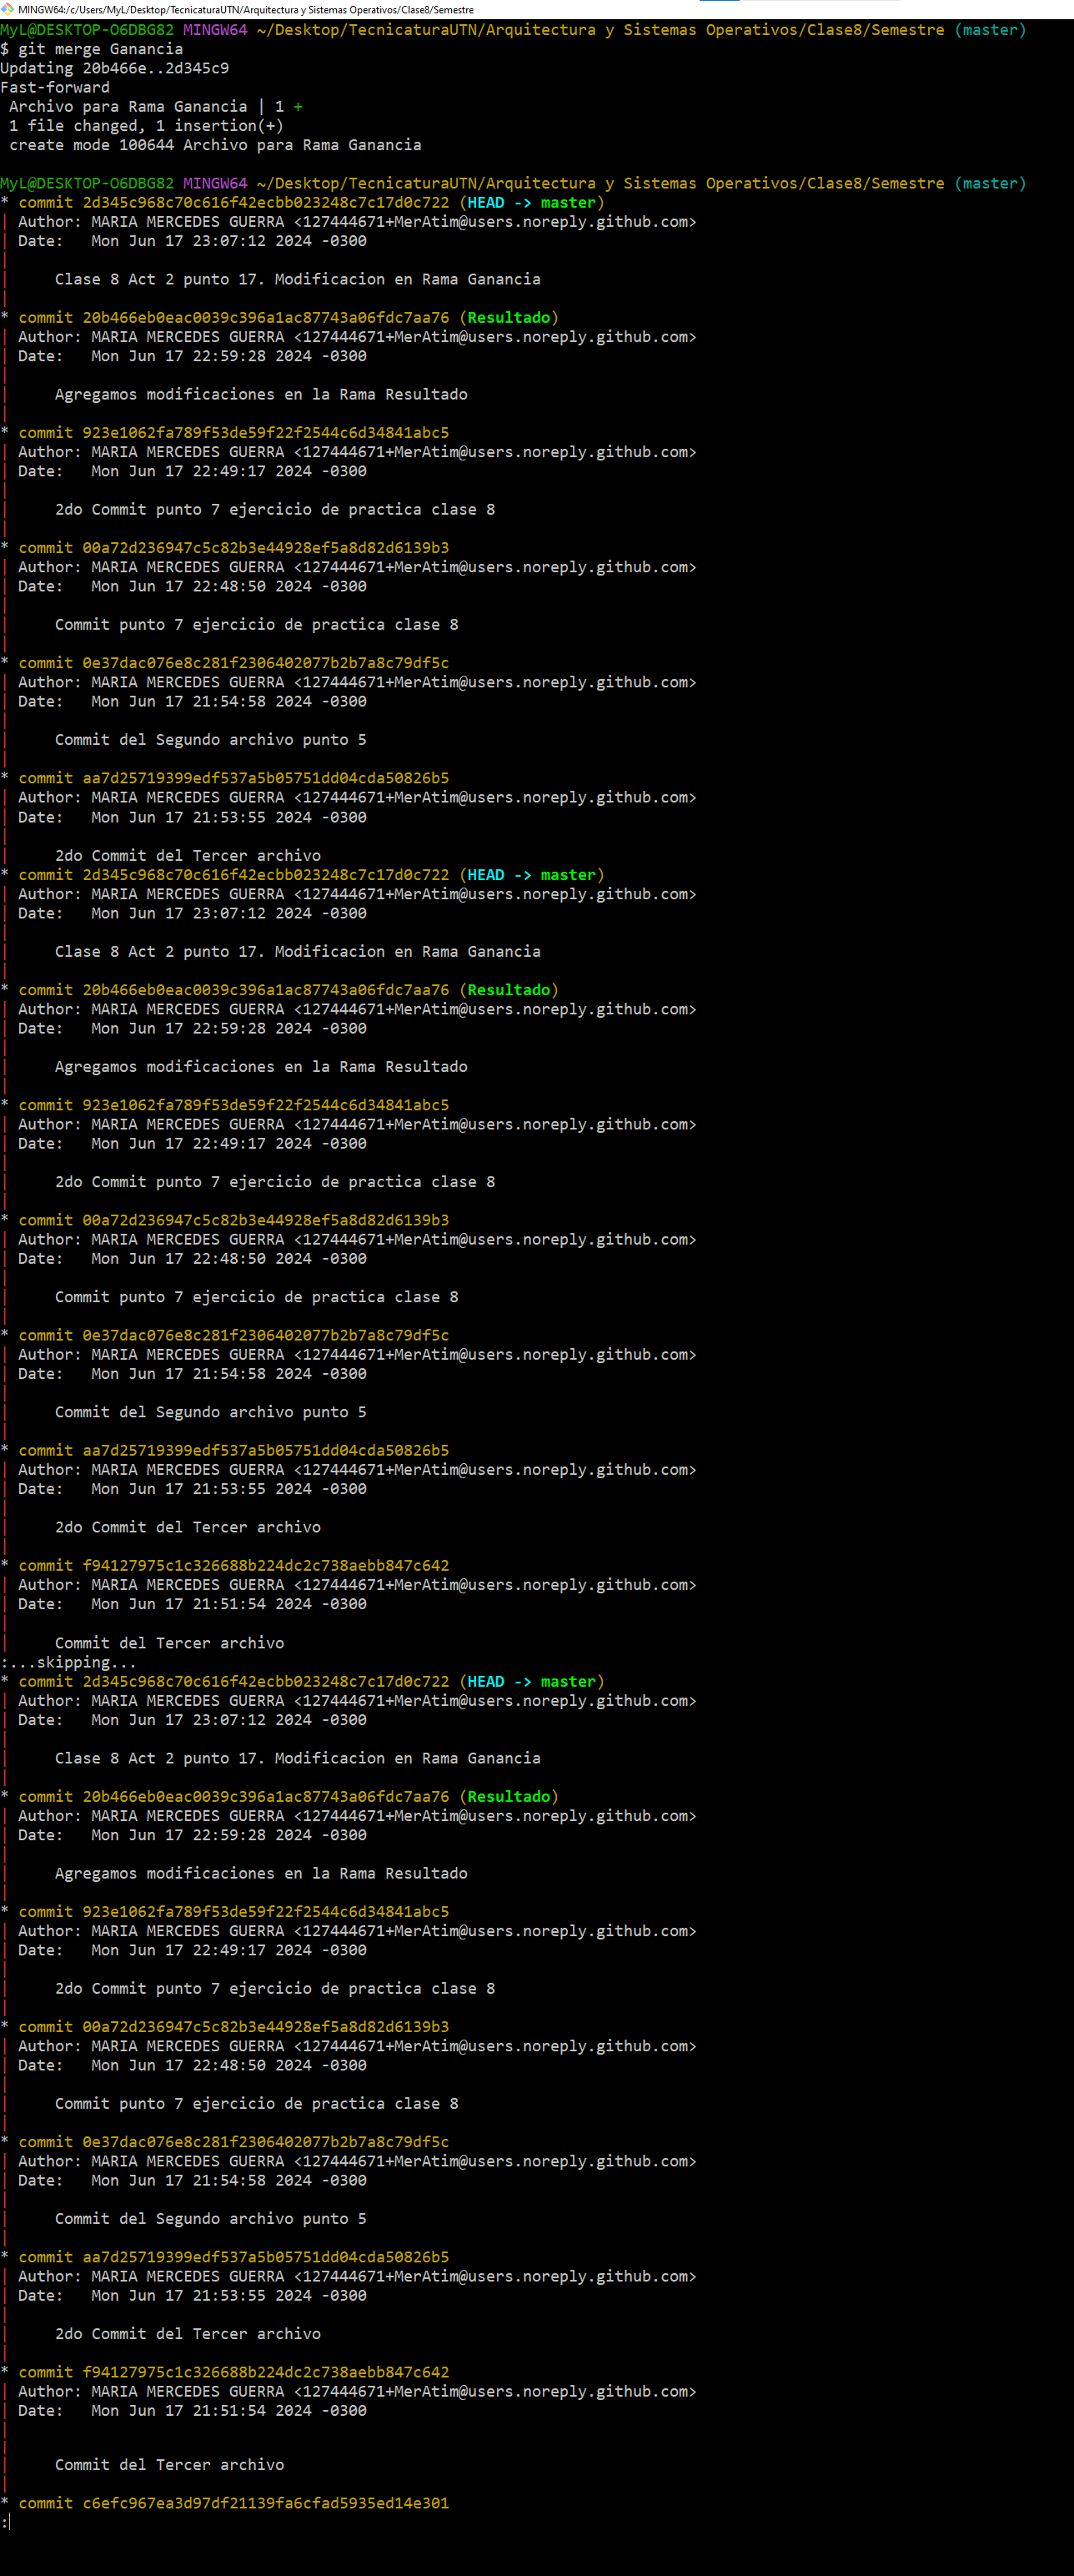 MINGW64:/c/Users/MyL/Desktop/TecnicaturaUTN/Arquitectura y Sistemas Operativos/Clase8/Semestre
MyL@DESKTOP-O6DBG82 MINGW64 ~/Desktop/TecnicaturaUTN/Arquitectura y Sistemas Operativos/Clase8/Semestre (master)
$ git merge Ganancia
Updating 20b466e..2d345c9
Fast-forward
 Archivo para Rama Ganancia | 1 +
 1 file changed, 1 insertion(+)
 create mode 100644 Archivo para Rama Ganancia
MyL@DESKTOP-O6DBG82 MINGW64 ~/Desktop/TecnicaturaUTN/Arquitectura y Sistemas Operativos/Clase8/Semestre (master)
* commit 2d345c968c70c616f42ecbb023248c7c17d0c722 (HEAD -> master)
| Author: MARIA MERCEDES GUERRA <127444671+MerAtim@users.noreply.github.com>
| Date:   Mon Jun 17 23:07:12 2024 -0300
|
|     Clase 8 Act 2 punto 17. Modificacion en Rama Ganancia
|
* commit 20b466eb0eac0039c396a1ac87743a06fdc7aa76 (Resultado)
| Author: MARIA MERCEDES GUERRA <127444671+MerAtim@users.noreply.github.com>
| Date:   Mon Jun 17 22:59:28 2024 -0300
|
|     Agregamos modificaciones en la Rama Resultado
|
* commit 923e1062fa789f53de59f22f2544c6d34841abc5
| Author: MARIA MERCEDES GUERRA <127444671+MerAtim@users.noreply.github.com>
| Date:   Mon Jun 17 22:49:17 2024 -0300
|
|     2do Commit punto 7 ejercicio de practica clase 8
|
* commit 00a72d236947c5c82b3e44928ef5a8d82d6139b3
| Author: MARIA MERCEDES GUERRA <127444671+MerAtim@users.noreply.github.com>
| Date:   Mon Jun 17 22:48:50 2024 -0300
|
|     Commit punto 7 ejercicio de practica clase 8
|
* commit 0e37dac076e8c281f2306402077b2b7a8c79df5c
| Author: MARIA MERCEDES GUERRA <127444671+MerAtim@users.noreply.github.com>
| Date:   Mon Jun 17 21:54:58 2024 -0300
|
|     Commit del Segundo archivo punto 5
|
* commit aa7d25719399edf537a5b05751dd04cda50826b5
| Author: MARIA MERCEDES GUERRA <127444671+MerAtim@users.noreply.github.com>
| Date:   Mon Jun 17 21:53:55 2024 -0300
|
|     2do Commit del Tercer archivo
* commit 2d345c968c70c616f42ecbb023248c7c17d0c722 (HEAD -> master)
| Author: MARIA MERCEDES GUERRA <127444671+MerAtim@users.noreply.github.com>
| Date:   Mon Jun 17 23:07:12 2024 -0300
|
|     Clase 8 Act 2 punto 17. Modificacion en Rama Ganancia
|
* commit 20b466eb0eac0039c396a1ac87743a06fdc7aa76 (Resultado)
| Author: MARIA MERCEDES GUERRA <127444671+MerAtim@users.noreply.github.com>
| Date:   Mon Jun 17 22:59:28 2024 -0300
|
|     Agregamos modificaciones en la Rama Resultado
|
* commit 923e1062fa789f53de59f22f2544c6d34841abc5
| Author: MARIA MERCEDES GUERRA <127444671+MerAtim@users.noreply.github.com>
| Date:   Mon Jun 17 22:49:17 2024 -0300
|
|     2do Commit punto 7 ejercicio de practica clase 8
|
* commit 00a72d236947c5c82b3e44928ef5a8d82d6139b3
| Author: MARIA MERCEDES GUERRA <127444671+MerAtim@users.noreply.github.com>
| Date:   Mon Jun 17 22:48:50 2024 -0300
|
|     Commit punto 7 ejercicio de practica clase 8
|
* commit 0e37dac076e8c281f2306402077b2b7a8c79df5c
| Author: MARIA MERCEDES GUERRA <127444671+MerAtim@users.noreply.github.com>
| Date:   Mon Jun 17 21:54:58 2024 -0300
|
|     Commit del Segundo archivo punto 5
|
* commit aa7d25719399edf537a5b05751dd04cda50826b5
| Author: MARIA MERCEDES GUERRA <127444671+MerAtim@users.noreply.github.com>
| Date:   Mon Jun 17 21:53:55 2024 -0300
|
|     2do Commit del Tercer archivo
|
* commit f94127975c1c326688b224dc2c738aebb847c642
| Author: MARIA MERCEDES GUERRA <127444671+MerAtim@users.noreply.github.com>
| Date:   Mon Jun 17 21:51:54 2024 -0300
|
|     Commit del Tercer archivo
:...skipping...
* commit 2d345c968c70c616f42ecbb023248c7c17d0c722 (HEAD -> master)
| Author: MARIA MERCEDES GUERRA <127444671+MerAtim@users.noreply.github.com>
| Date:   Mon Jun 17 23:07:12 2024 -0300
|
|     Clase 8 Act 2 punto 17. Modificacion en Rama Ganancia
|
* commit 20b466eb0eac0039c396a1ac87743a06fdc7aa76 (Resultado)
| Author: MARIA MERCEDES GUERRA <127444671+MerAtim@users.noreply.github.com>
| Date:   Mon Jun 17 22:59:28 2024 -0300
|
|     Agregamos modificaciones en la Rama Resultado
|
* commit 923e1062fa789f53de59f22f2544c6d34841abc5
| Author: MARIA MERCEDES GUERRA <127444671+MerAtim@users.noreply.github.com>
| Date:   Mon Jun 17 22:49:17 2024 -0300
|
|     2do Commit punto 7 ejercicio de practica clase 8
|
* commit 00a72d236947c5c82b3e44928ef5a8d82d6139b3
| Author: MARIA MERCEDES GUERRA <127444671+MerAtim@users.noreply.github.com>
| Date:   Mon Jun 17 22:48:50 2024 -0300
|
|     Commit punto 7 ejercicio de practica clase 8
|
* commit 0e37dac076e8c281f2306402077b2b7a8c79df5c
| Author: MARIA MERCEDES GUERRA <127444671+MerAtim@users.noreply.github.com>
| Date:   Mon Jun 17 21:54:58 2024 -0300
|
|     Commit del Segundo archivo punto 5
|
* commit aa7d25719399edf537a5b05751dd04cda50826b5
| Author: MARIA MERCEDES GUERRA <127444671+MerAtim@users.noreply.github.com>
| Date:   Mon Jun 17 21:53:55 2024 -0300
|
|     2do Commit del Tercer archivo
|
* commit f94127975c1c326688b224dc2c738aebb847c642
| Author: MARIA MERCEDES GUERRA <127444671+MerAtim@users.noreply.github.com>
| Date:   Mon Jun 17 21:51:54 2024 -0300
|
|
|     Commit del Tercer archivo
|
* commit c6efc967ea3d97df21139fa6cfad5935ed14e301
: